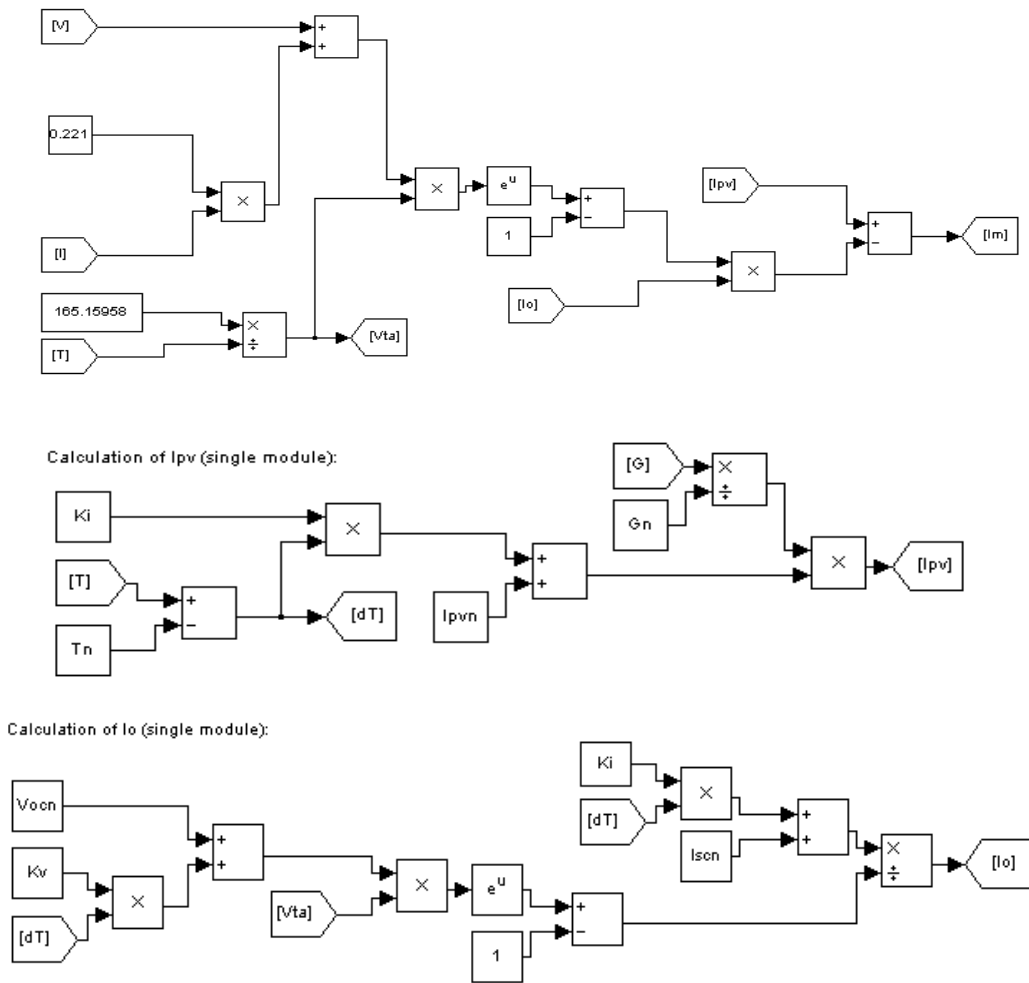 [V]
+
+
0.221
×
[I]
165.15958
[T]
×
÷
[Vta]
×
e^u
1
+
−
[Io]
×
[Ipv]
+
−
[Im]
Calculation of Ipv (single module):
Ki
[T]
Tn
+
−
×
[dT]
Ipvn
+
+
[G]
Gn
×
÷
×
[Ipv]
Calculation of Io (single module):
Vocn
Kv
[dT]
×
+
+
[Vta]
×
e^u
1
+
−
Ki
[dT]
×
Iscn
+
+
×
÷
[Io]